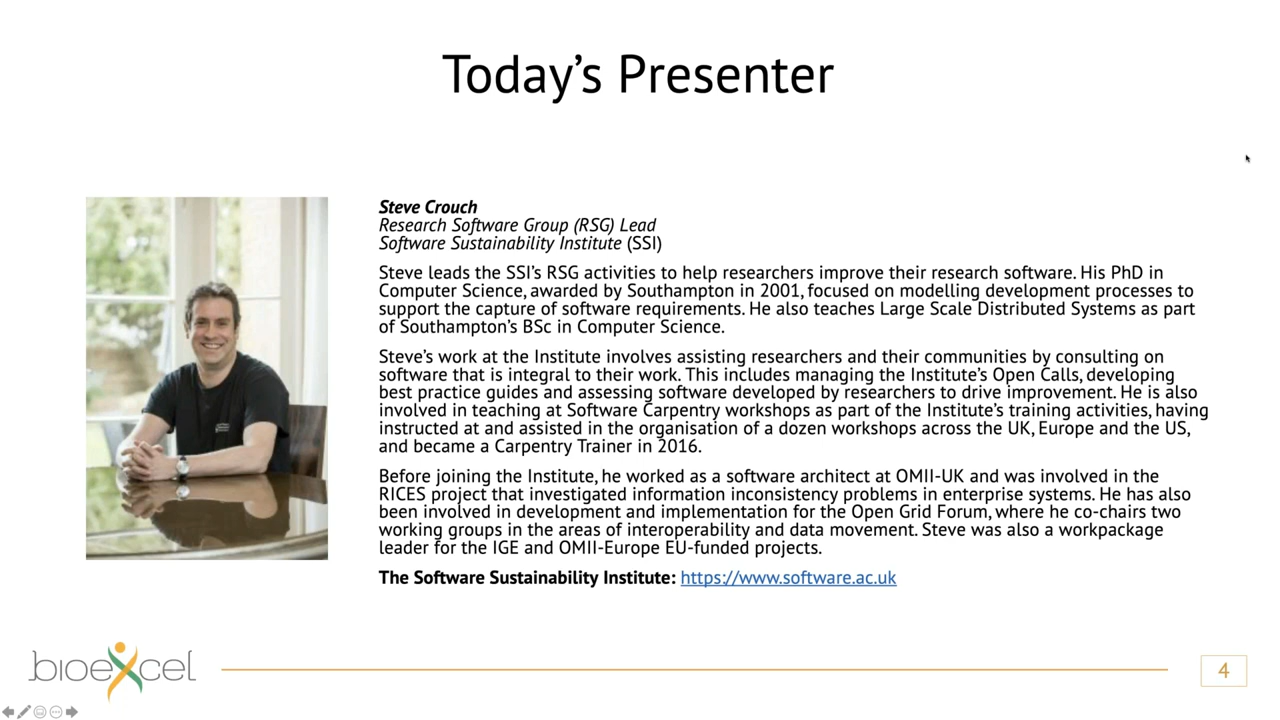 Today's Presenter
Steve Crouch
Research Software Group (RSG) Lead
Software Sustainability Institute (SSI)
Steve leads the SSI's RSG activities to help researchers improve their research software. His PhD in
Computer Science, awarded by Southampton in 2001, focused on modelling development processes to
support the capture of software requirements. He also teaches Large Scale Distributed Systems as part
of Southampton's BSc in Computer Science.
Steve's work at the Institute involves assisting researchers and their communities by consulting on
software that is integral to their work. This includes managing the Institute's Open Calls, developing
best practice guides and assessing software developed by researchers to drive improvement. He is also
involved in teaching at Software Carpentry workshops as part of the Institute's training activities, having
instructed at and assisted in the organisation of a dozen workshops across the UK, Europe and the US,
and became a Carpentry Trainer in 2016.
Before joining the Institute, he worked as a software architect at OMII-UK and was involved in the
RICES project that investigated information inconsistency problems in enterprise systems. He has also
been involved in development and implementation for the Open Grid Forum, where he co-chairs two
working groups in the areas of interoperability and data movement. Steve was also a workpackage
leader for the IGE and OMII-Europe EU-funded projects.
The Software Sustainability Institute: https://www.software.ac.uk
bioexcel
4